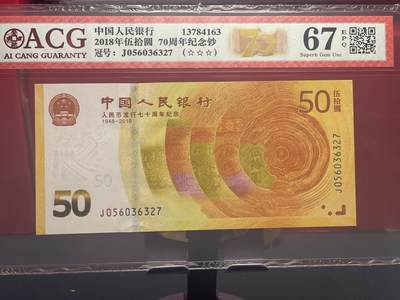 ACG
AI CANG GUARANTY
中国人民银行 13784163
2018年伍拾圆 70周年纪念钞
冠号：J056036327 (☆☆☆)
70
67 EPQ
Superb Gem Unc
中国人民银行
人民币发行七十周年纪念
1948-2018
50 伍拾圆
50
50 J056036327
J056036327